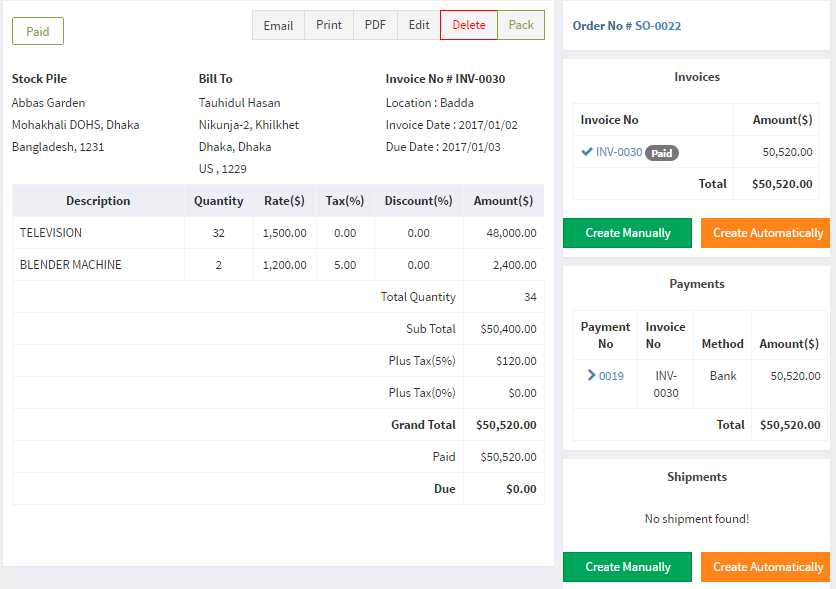 Paid
Email Print PDF Edit Delete Pack
Stock Pile
Abbas Garden
Mohakhali DOHS, Dhaka
Bangladesh, 1231
Bill To
Tauhidul Hasan
Nikunja-2, Khilkhet
Dhaka, Dhaka
US , 1229
Invoice No # INV-0030
Location : Badda
Invoice Date : 2017/01/02
Due Date : 2017/01/03
Description Quantity Rate($) Tax(%) Discount(%) Amount($)
TELEVISION 32 1,500.00 0.00 0.00 48,000.00
BLENDER MACHINE 2 1,200.00 5.00 0.00 2,400.00
Total Quantity 34
Sub Total $50,400.00
Plus Tax(5%) $120.00
Plus Tax(0%) $0.00
Grand Total $50,520.00
Paid $50,520.00
Due $0.00
Order No # SO-0022
Invoices
Invoice No Amount($)
INV-0030 Paid 50,520.00
Total $50,520.00
Create Manually Create Automatically
Payments
Payment No Invoice No Method Amount($)
0019 INV-0030 Bank 50,520.00
Total $50,520.00
Shipments
No shipment found!
Create Manually Create Automatically